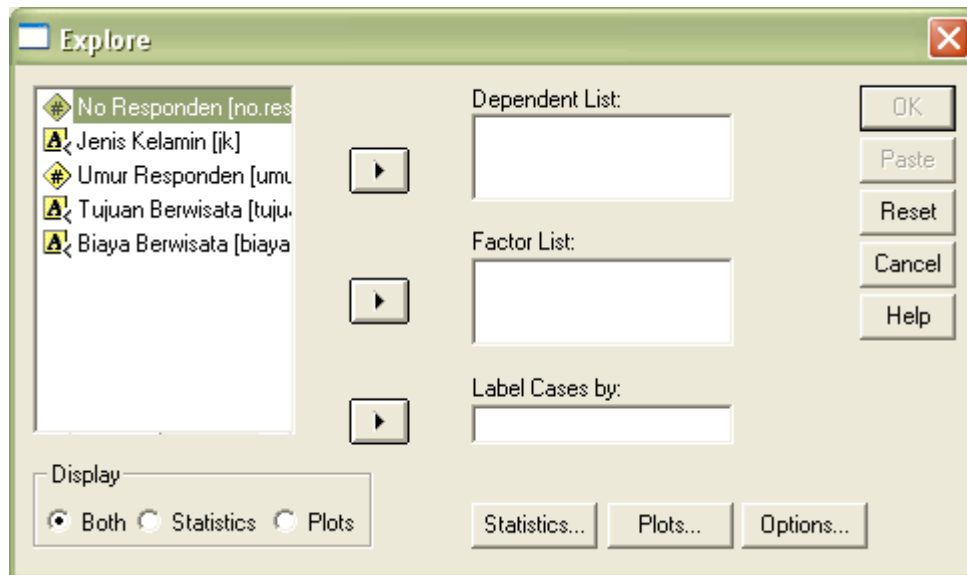 Explore
No Responden [no.res
Jenis Kelamin [jk]
Umur Responden [umu
Tujuan Berwisata [tuju
Biaya Berwisata [biaya
Dependent List:
Factor List:
Label Cases by:
OK
Paste
Reset
Cancel
Help
Display
Both Statistics Plots
Statistics... Plots... Options...